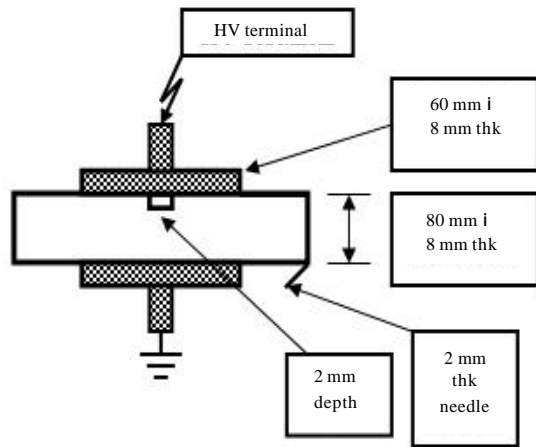 HV terminal
60 mm i
8 mm thk
80 mm i
8 mm thk
2 mm
depth
2 mm
thk
needle